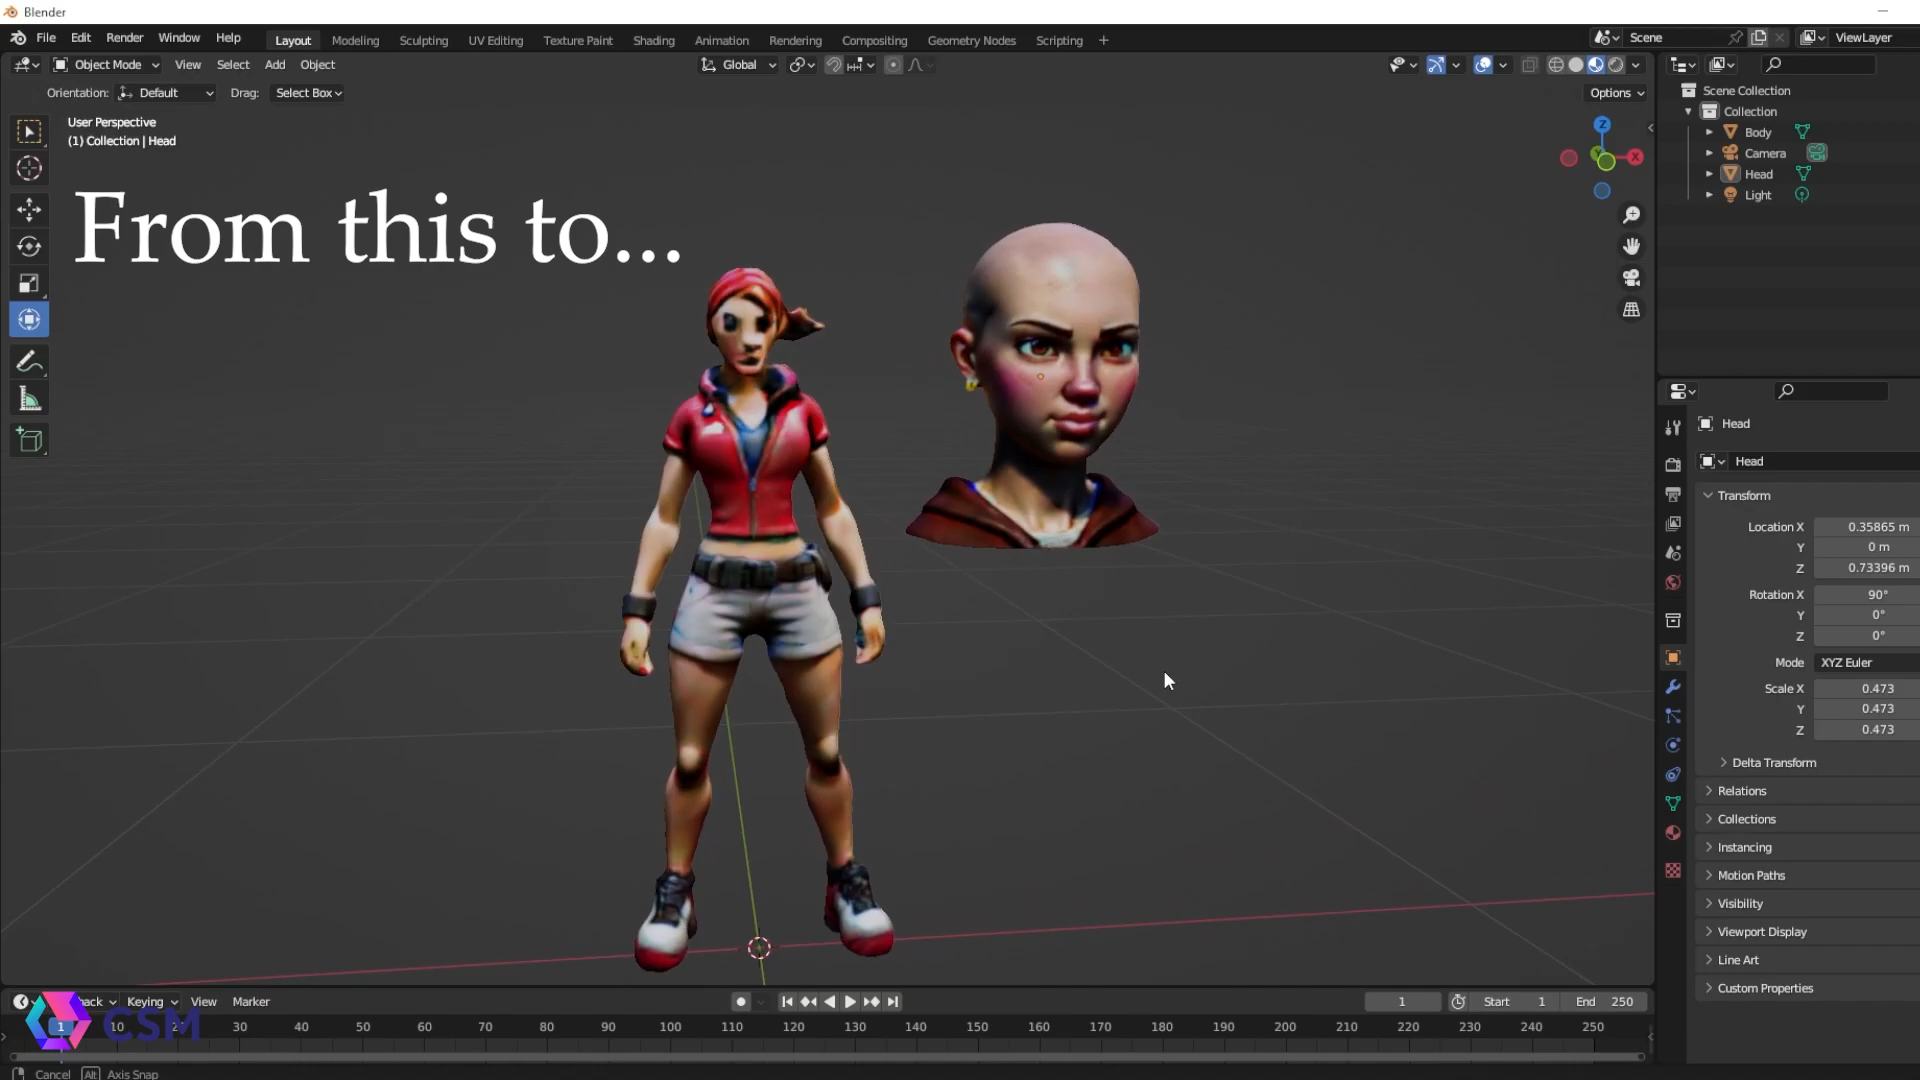 Blender
File Edit Render Window Help
Layout Modeling Sculpting UV Editing Texture Paint Shading Animation Rendering Compositing Geometry Nodes Scripting +
Scene ViewLayer
Object Mode View Select Add Object Global
Orientation: Default Drag: Select Box Options
User Perspective
(1) Collection | Head
From this to...
Z
Y
X
Scene Collection
Collection
Body
Camera
Head
Light
Head
Head
Transform
Location X 0.35865 m
Y 0 m
Z 0.73396 m
Rotation X 90°
Y 0°
Z 0°
Mode XYZ Euler
Scale X 0.473
Y 0.473
Z 0.473
Delta Transform
Relations
Collections
Instancing
Motion Paths
Visibility
Viewport Display
Line Art
Custom Properties
Keying View Marker 1 Start 1 End 250
1 10 20 30 40 50 60 70 80 90 100 110 120 130 140 150 160 170 180 190 200 210 220 230 240 250
CSM
Cancel Alt Axis Snap